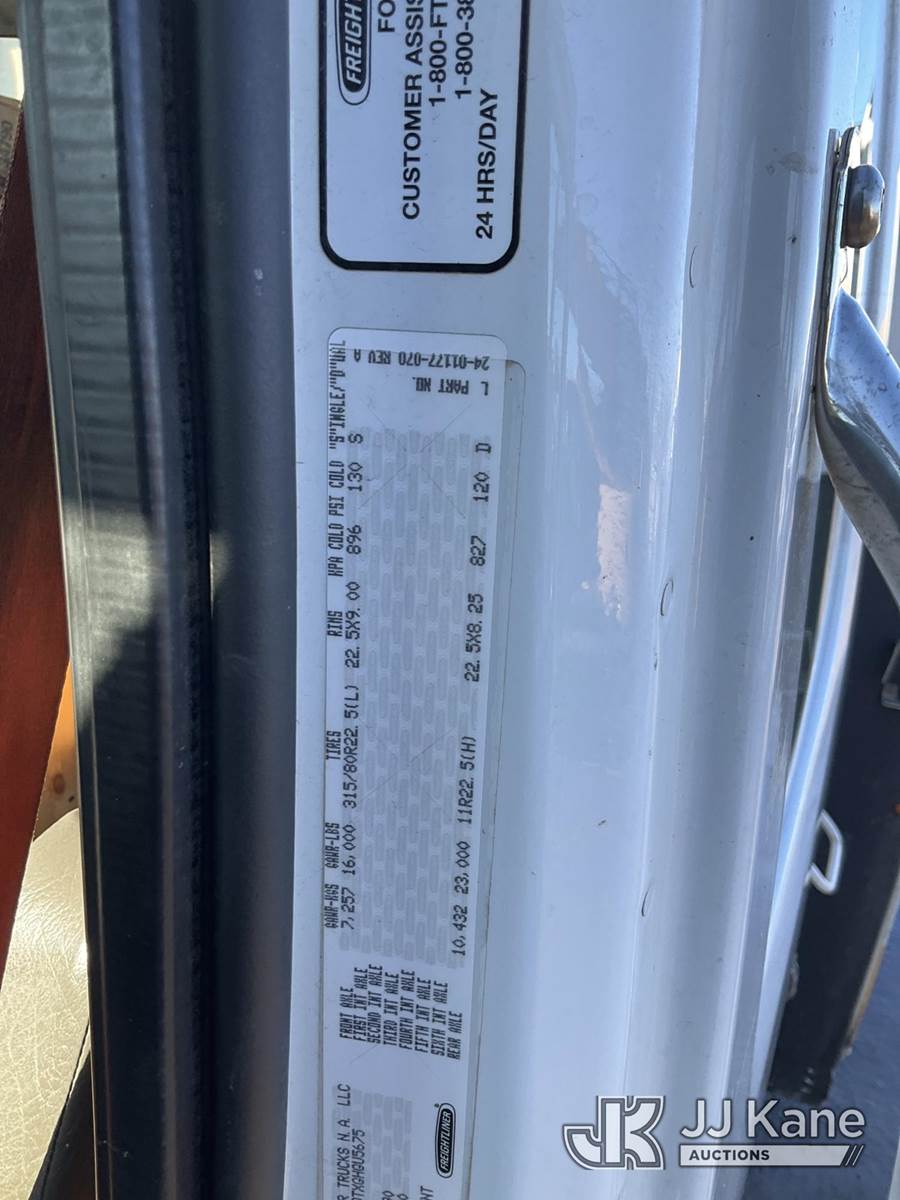 FREIGHT
FO
CUSTOMER ASSIS
1-800-FT
1-800-38
24 HRS/DAY
L PART NO.
24-01177-070 REV A
GAWR-KGS GAWR-LBS TIRES RIMS KPA COLD PSI COLD "S"INGLE/"D"UAL
FRONT AXLE 7,257 16,000 315/80R22.5(L) 22.5X9.00 896 130 S
FIRST INT AXLE
SECOND INT AXLE
THIRD INT AXLE
FOURTH INT AXLE
FIFTH INT AXLE
SIXTH INT AXLE
REAR AXLE 10,432 23,000 11R22.5(H) 22.5X8.25 827 120 D
R TRUCKS N.A. LLC
FREIGHTLINER
JK JJ Kane
AUCTIONS